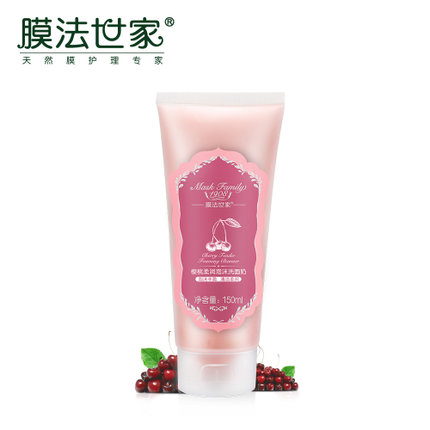 膜法世家®
天然膜护理专家
Mask Family
1908
膜法世家
Cherry Tender
Foaming Cleanser
樱桃柔润泡沫洗面奶
净含量:150ml